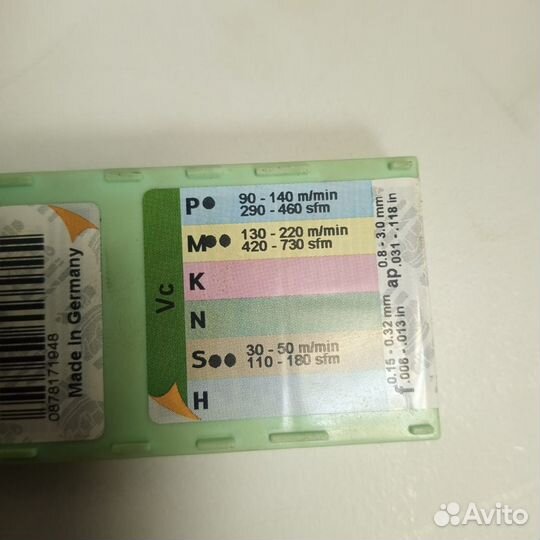 0878171948
Made In Germany
Vc
P● 90 - 140 m/min
290 - 460 sfm
M●● 130 - 220 m/min
420 - 730 sfm
K
N
S●● 30 - 50 m/min
110 - 180 sfm
H
f 0.15 - 0.32 mm
.006 - .013 in
ap 0.8 - 3.0 mm
.031 - .118 in
Avito